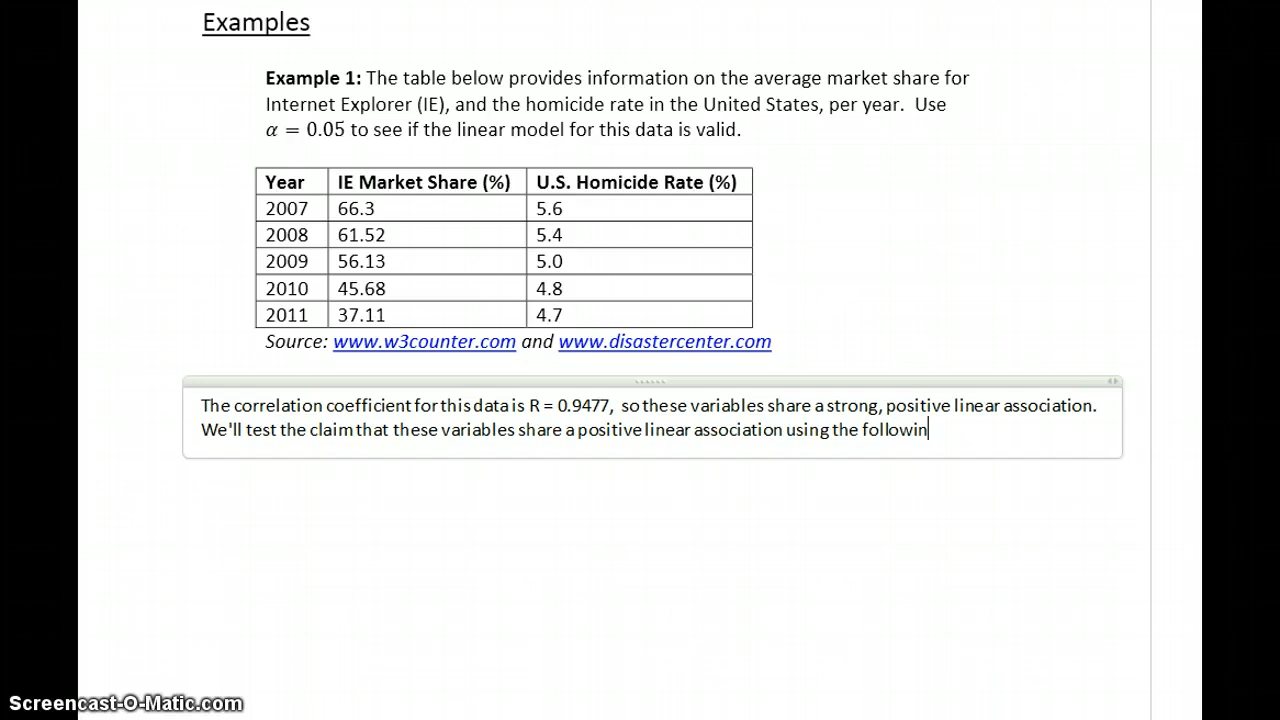 Examples
Example 1: The table below provides information on the average market share for
Internet Explorer (IE), and the homicide rate in the United States, per year. Use
α = 0.05 to see if the linear model for this data is valid.
Year IE Market Share (%) U.S. Homicide Rate (%)
2007 66.3 5.6
2008 61.52 5.4
2009 56.13 5.0
2010 45.68 4.8
2011 37.11 4.7
Source: www.w3counter.com and www.disastercenter.com
The correlation coefficient for this data is R = 0.9477, so these variables share a strong, positive linear association.
We'll test the claim that these variables share a positive linear association using the followin
Screencast-O-Matic.com